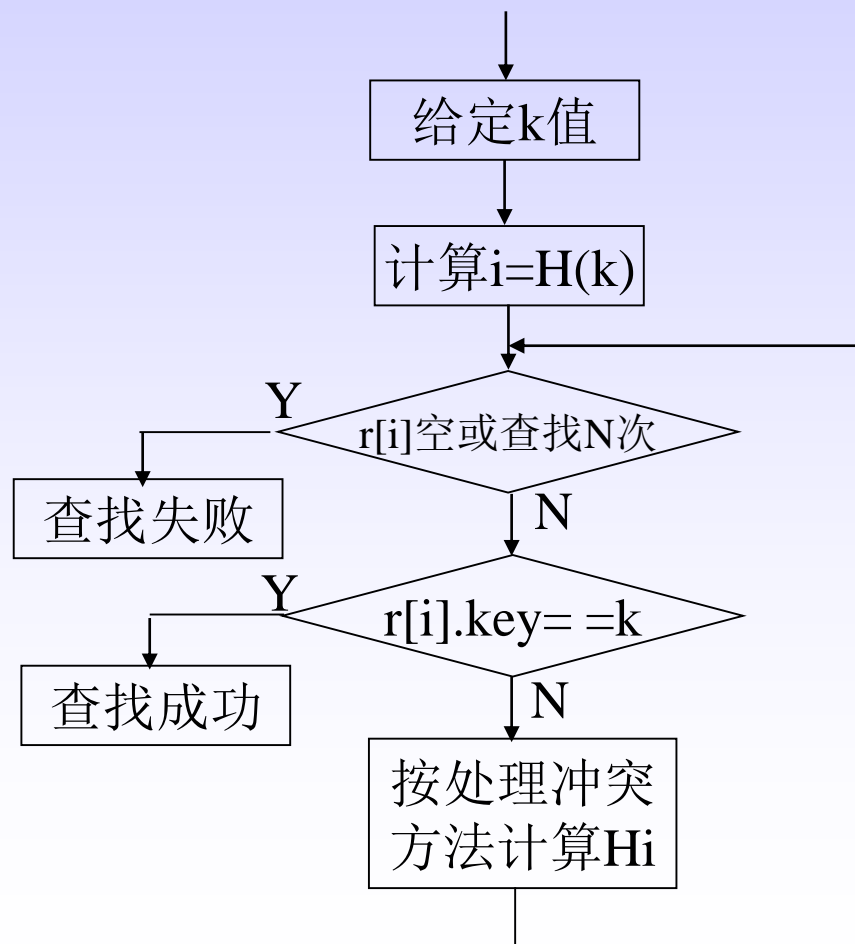 给定k值
计算i=H(k)
Y
r[i]空或查找N次
查找失败
N
Y
r[i].key= =k
查找成功
N
按处理冲突
方法计算Hi